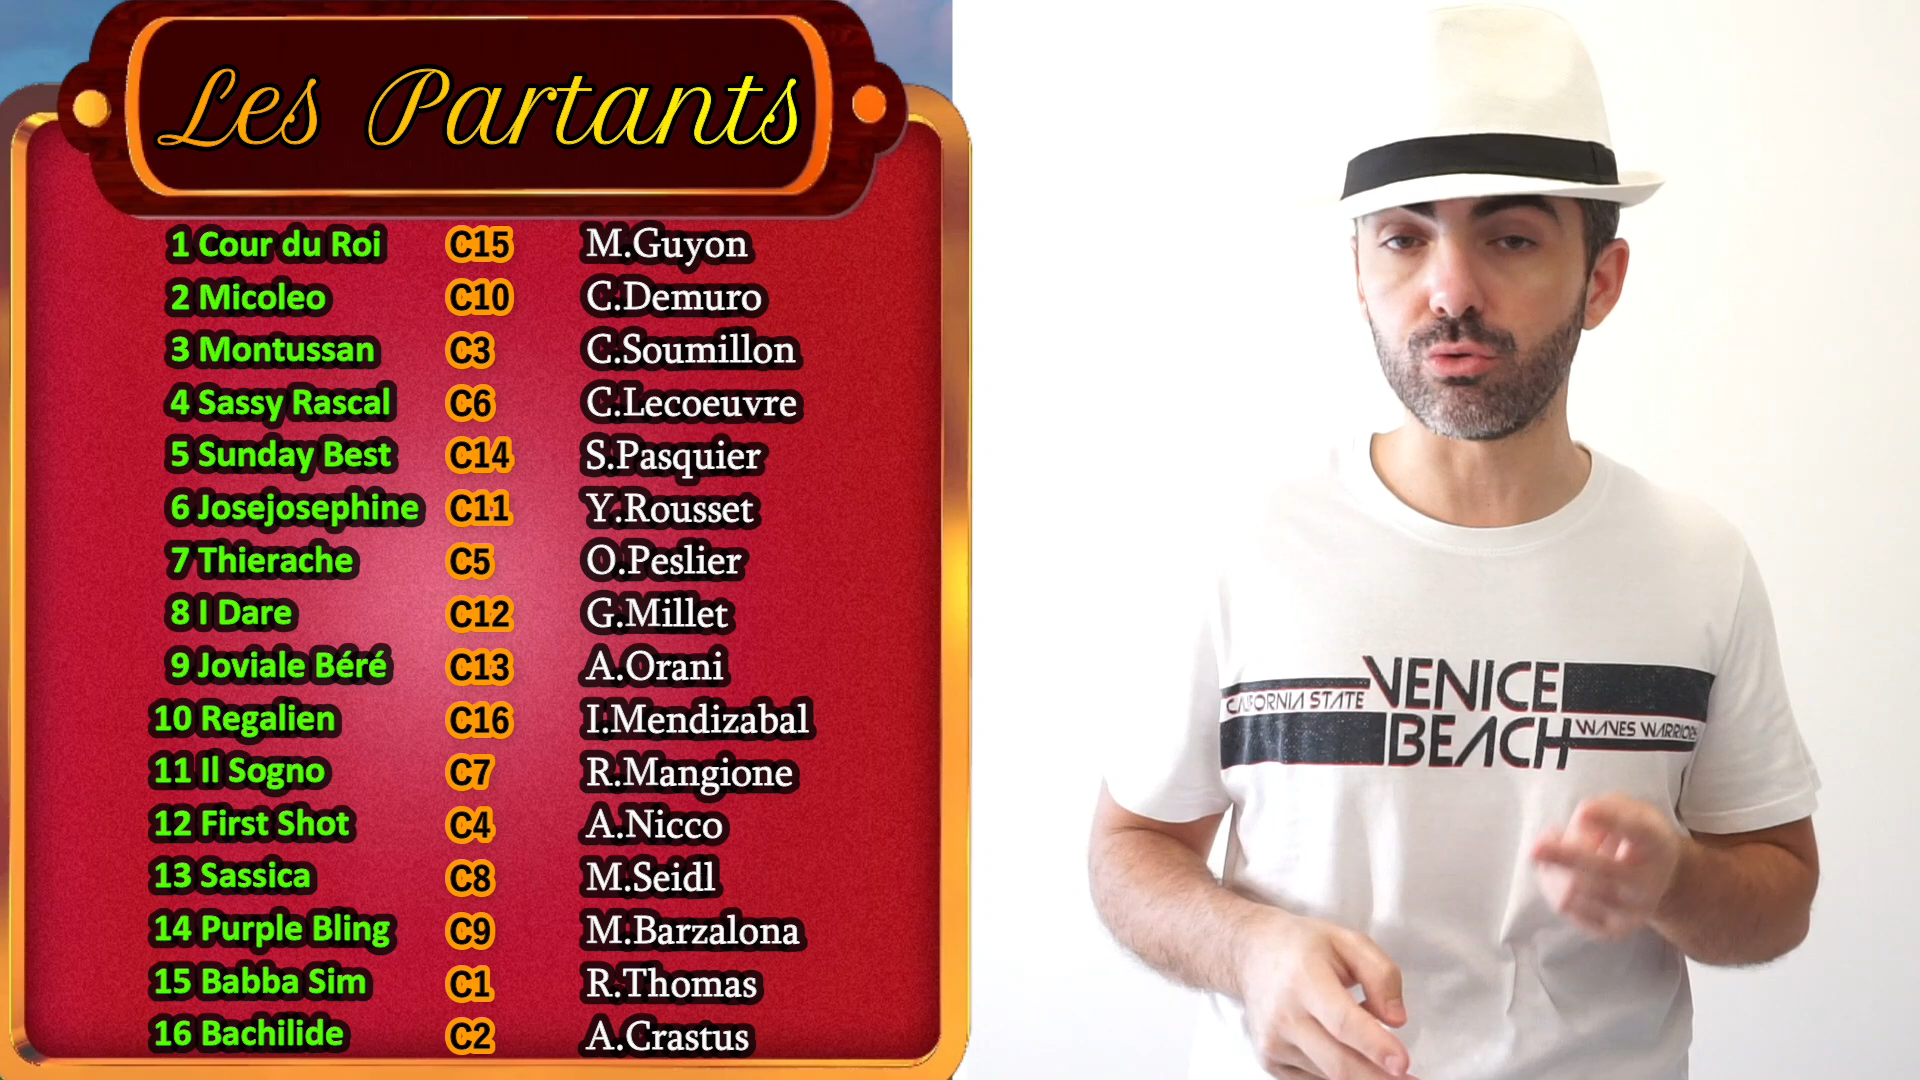 Les Partants
1 Cour du Roi C15 M.Guyon
2 Micoleo C10 C.Demuro
3 Montussan C3 C.Soumillon
4 Sassy Rascal C6 C.Lecoeuvre
5 Sunday Best C14 S.Pasquier
6 Josejosephine C11 Y.Rousset
7 Thierache C5 O.Peslier
8 I Dare C12 G.Millet
9 Joviale Béré C13 A.Orani
10 Regalien C16 I.Mendizabal
11 Il Sogno C7 R.Mangione
12 First Shot C4 A.Nicco
13 Sassica C8 M.Seidl
14 Purple Bling C9 M.Barzalona
15 Babba Sim C1 R.Thomas
16 Bachilide C2 A.Crastus
CALIFORNIA STATE VENICE
BEACH WAVES WARRIORS